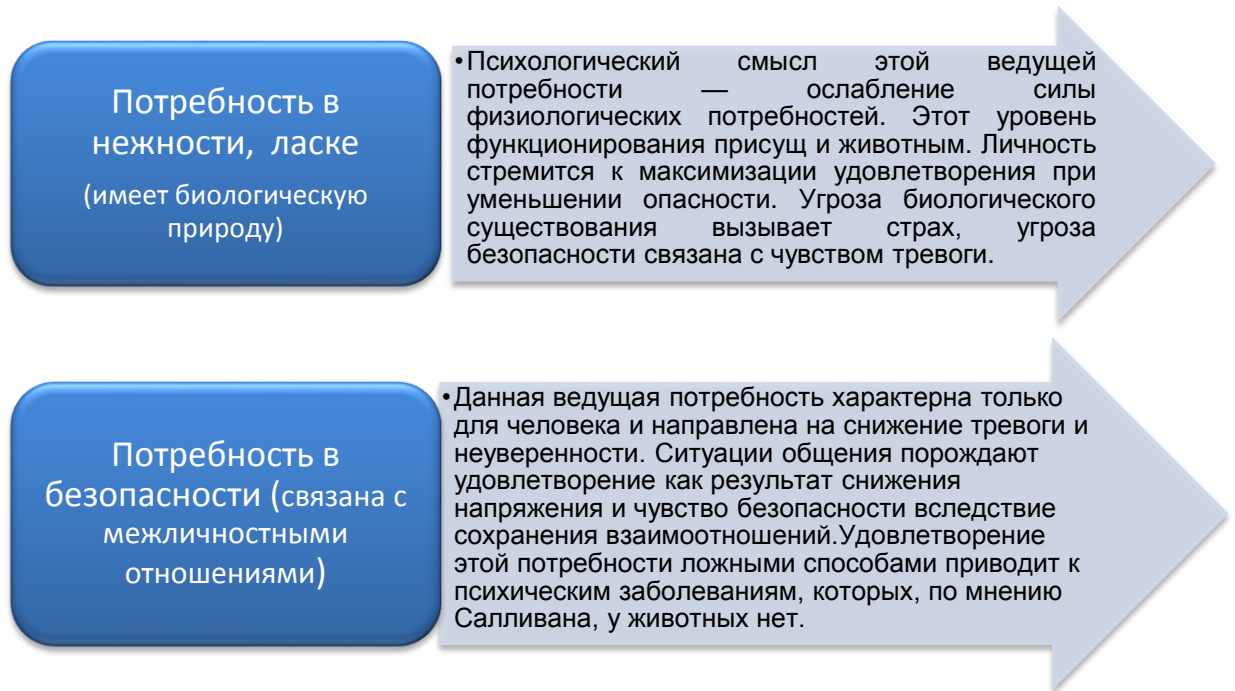 Потребность в
нежности, ласке
(имеет биологическую
природу)
•Психологический смысл этой ведущей
потребности — ослабление силы
физиологических потребностей. Этот уровень
функционирования присущ и животным. Личность
стремится к максимизации удовлетворения при
уменьшении опасности. Угроза биологического
существования вызывает страх, угроза
безопасности связана с чувством тревоги.
Потребность в
безопасности (связана с
межличностными
отношениями)
•Данная ведущая потребность характерна только
для человека и направлена на снижение тревоги и
неуверенности. Ситуации общения порождают
удовлетворение как результат снижения
напряжения и чувство безопасности вследствие
сохранения взаимоотношений.Удовлетворение
этой потребности ложными способами приводит к
психическим заболеваниям, которых, по мнению
Салливана, у животных нет.